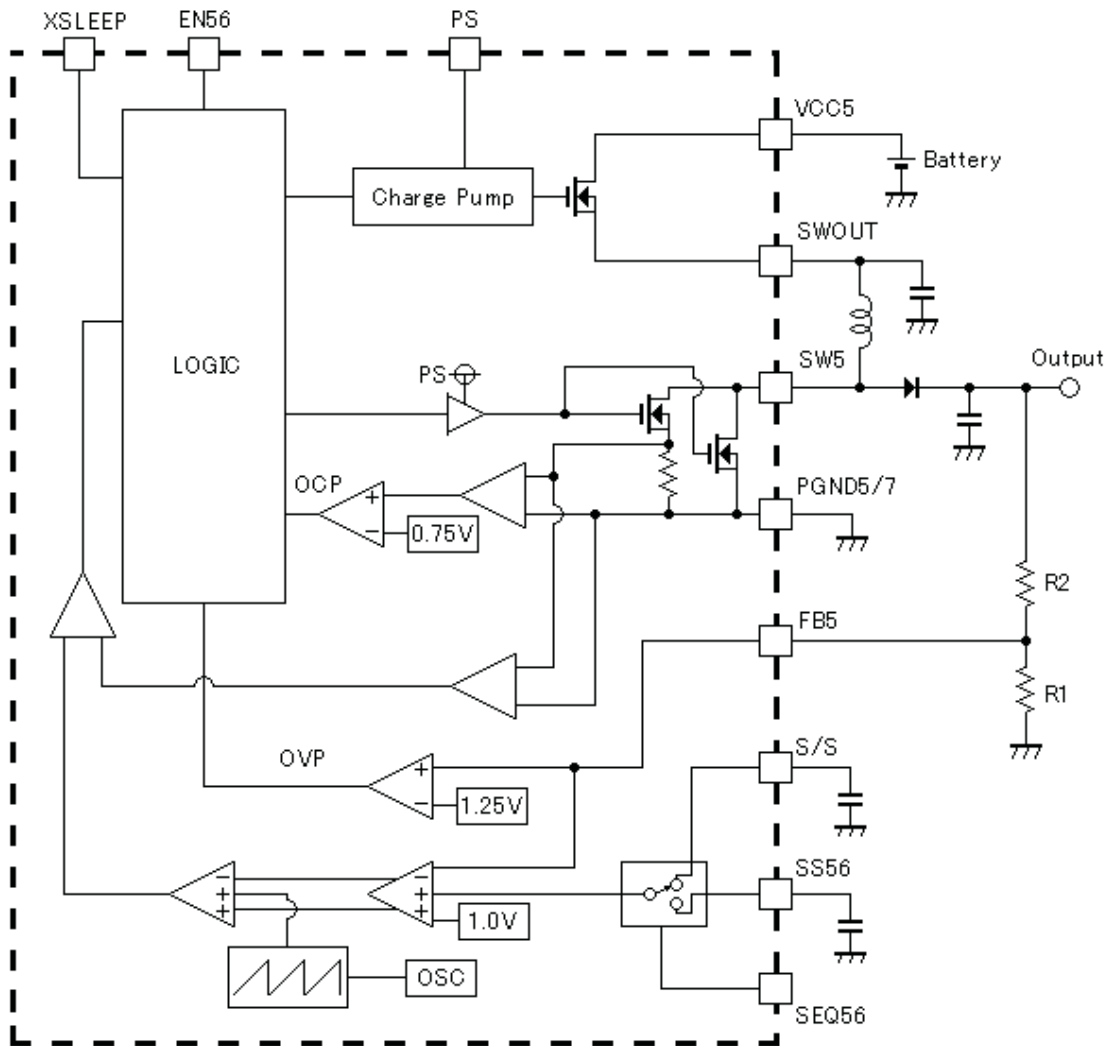 XSLEEP
EN56
PS
VCC5
Battery
Charge Pump
SWOUT
LOGIC
PS
SW5
Output
OCP
+
−
0.75V
PGND5/7
R2
FB5
R1
OVP
+
−
1.25V
S/S
−
+
+
−
+
+
1.0V
SS56
OSC
SEQ56